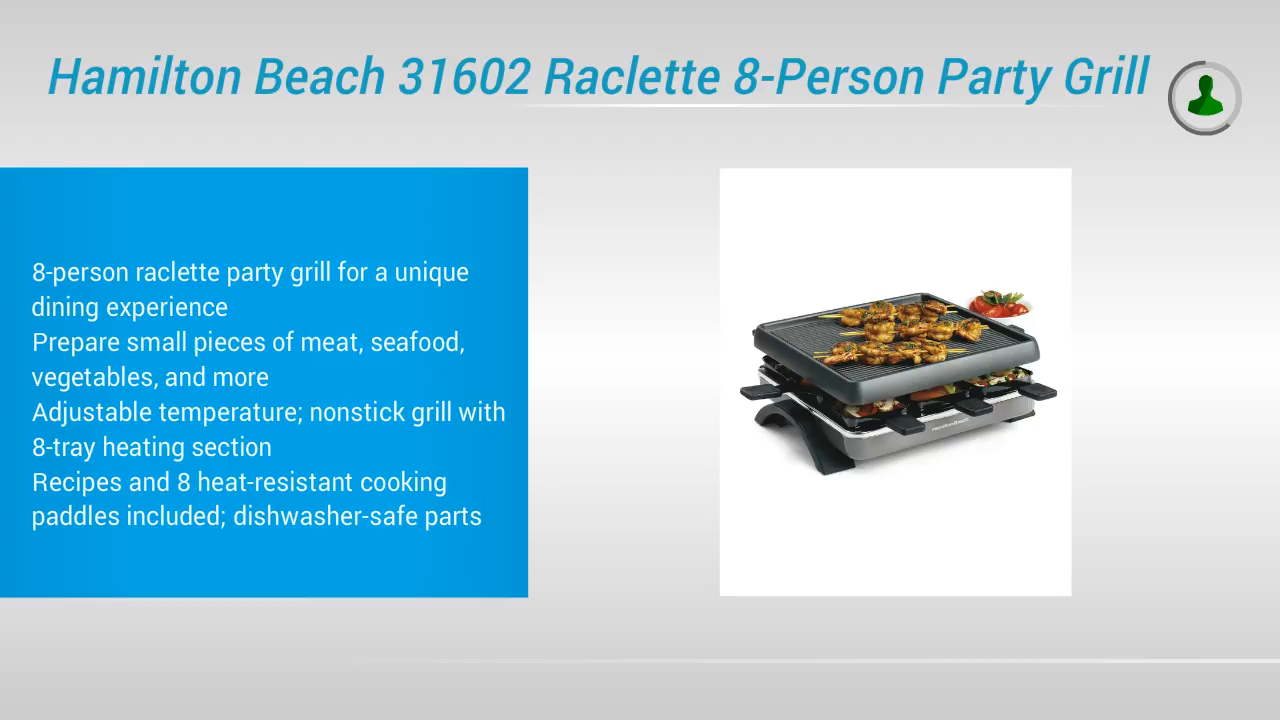 Hamilton Beach 31602 Raclette 8-Person Party Grill
8-person raclette party grill for a unique
dining experience
Prepare small pieces of meat, seafood,
vegetables, and more
Adjustable temperature; nonstick grill with
8-tray heating section
Recipes and 8 heat-resistant cooking
paddles included; dishwasher-safe parts
Hamilton Beach